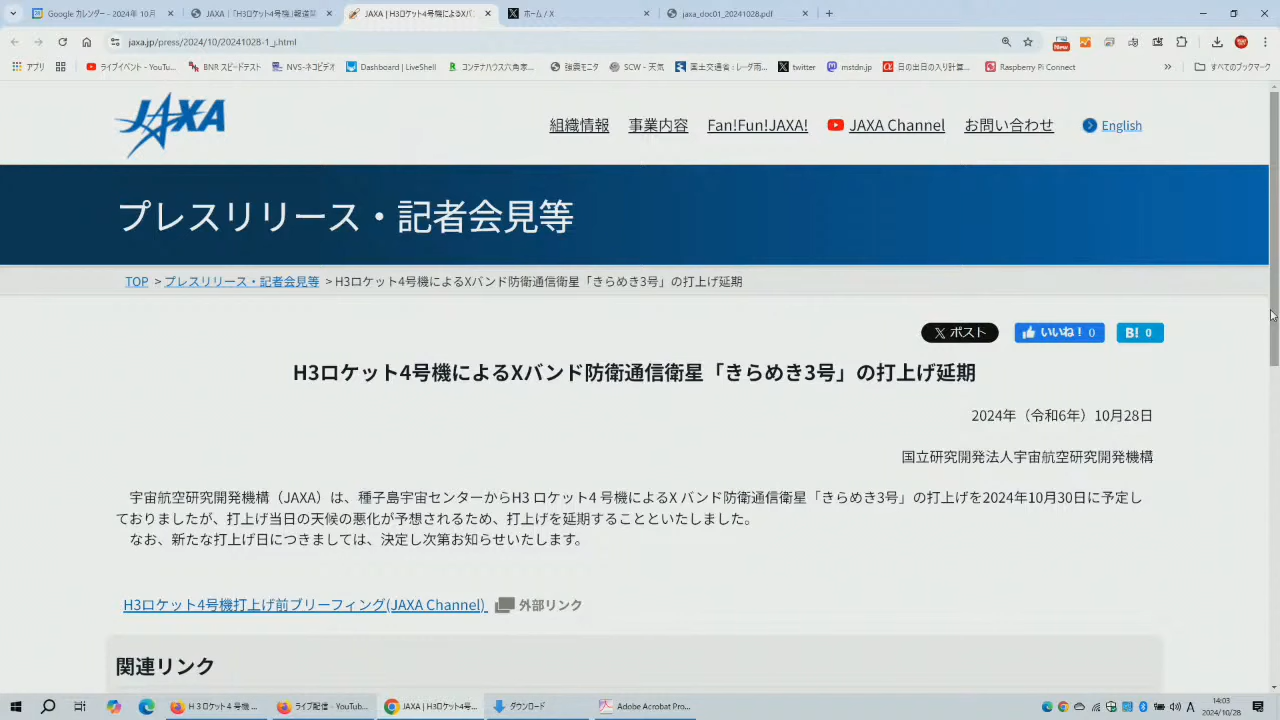 Google カレンダー - 2024年 10
JAXA | H3ロケット4号機/報道第
JAXA | H3ロケット4号機によるX/
ホーム / X
jaxa_doc01_20241028.pdf
jaxa.jp/press/2024/10/20241028-1_j.html
New
アプリ
ライブイベント - YouTu...
BNR スピードテスト
NVS-ネコビデオ
Dashboard | LiveShell
コンテナハウス六角家...
強震モニタ
SCW - 天気
国土交通省：レーダ雨...
twitter
mstdn.jp
日の出日の入り計算...
Raspberry Pi Connect
すべてのブックマーク
JAXA
組織情報
事業内容
Fan!Fun!JAXA!
JAXA Channel
お問い合わせ
English
プレスリリース・記者会見等
TOP > プレスリリース・記者会見等 > H3ロケット4号機によるXバンド防衛通信衛星「きらめき3号」の打上げ延期
ポスト
いいね！ 0
B! 0
H3ロケット4号機によるXバンド防衛通信衛星「きらめき3号」の打上げ延期
2024年（令和6年）10月28日
国立研究開発法人宇宙航空研究開発機構
宇宙航空研究開発機構（JAXA）は、種子島宇宙センターからH3 ロケット4 号機によるX バンド防衛通信衛星「きらめき3号」の打上げを2024年10月30日に予定し
ておりましたが、打上げ当日の天候の悪化が予想されるため、打上げを延期することといたしました。
なお、新たな打上げ日につきましては、決定し次第お知らせいたします。
H3ロケット4号機打上げ前ブリーフィング(JAXA Channel)
外部リンク
関連リンク
H 3 ロケット4 号機 ...
ライブ配信 - YouTub...
JAXA | H3ロケット4号...
ダウンロード
Adobe Acrobat Pro...
A
14:03
2024/10/28